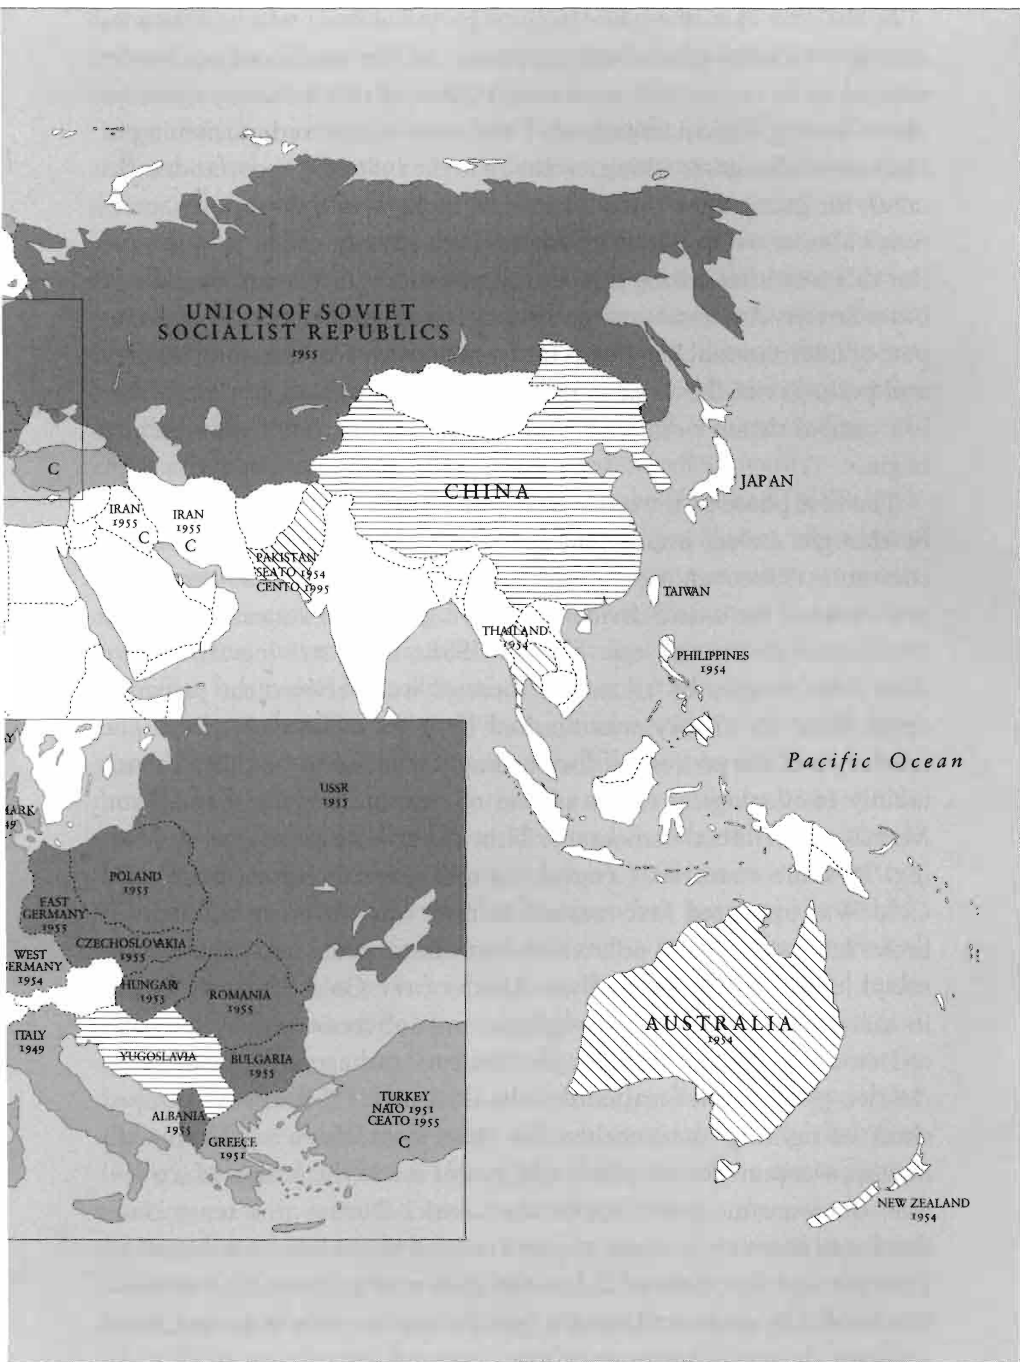 UNION OF SOVIET
SOCIALIST REPUBLICS
1955
C
CHINA
JAPAN
IRAN
1955
C
IRAN
1955
C
PAKISTAN
SEATO 1954
CENTO 1995
TAIWAN
THAILAND
1954
PHILIPPINES
1954
Pacific Ocean
USSR
1955
MARK
49
POLAND
1955
EAST
GERMANY
1955
CZECHOSLOVAKIA
1955
WEST
GERMANY
1954
HUNGARY
1955
ROMANIA
1955
ITALY
1949
YUGOSLAVIA
BULGARIA
1955
ALBANIA
1955
GREECE
1951
TURKEY
NATO 1951
CEATO 1955
C
AUSTRALIA
1954
NEW ZEALAND
1954